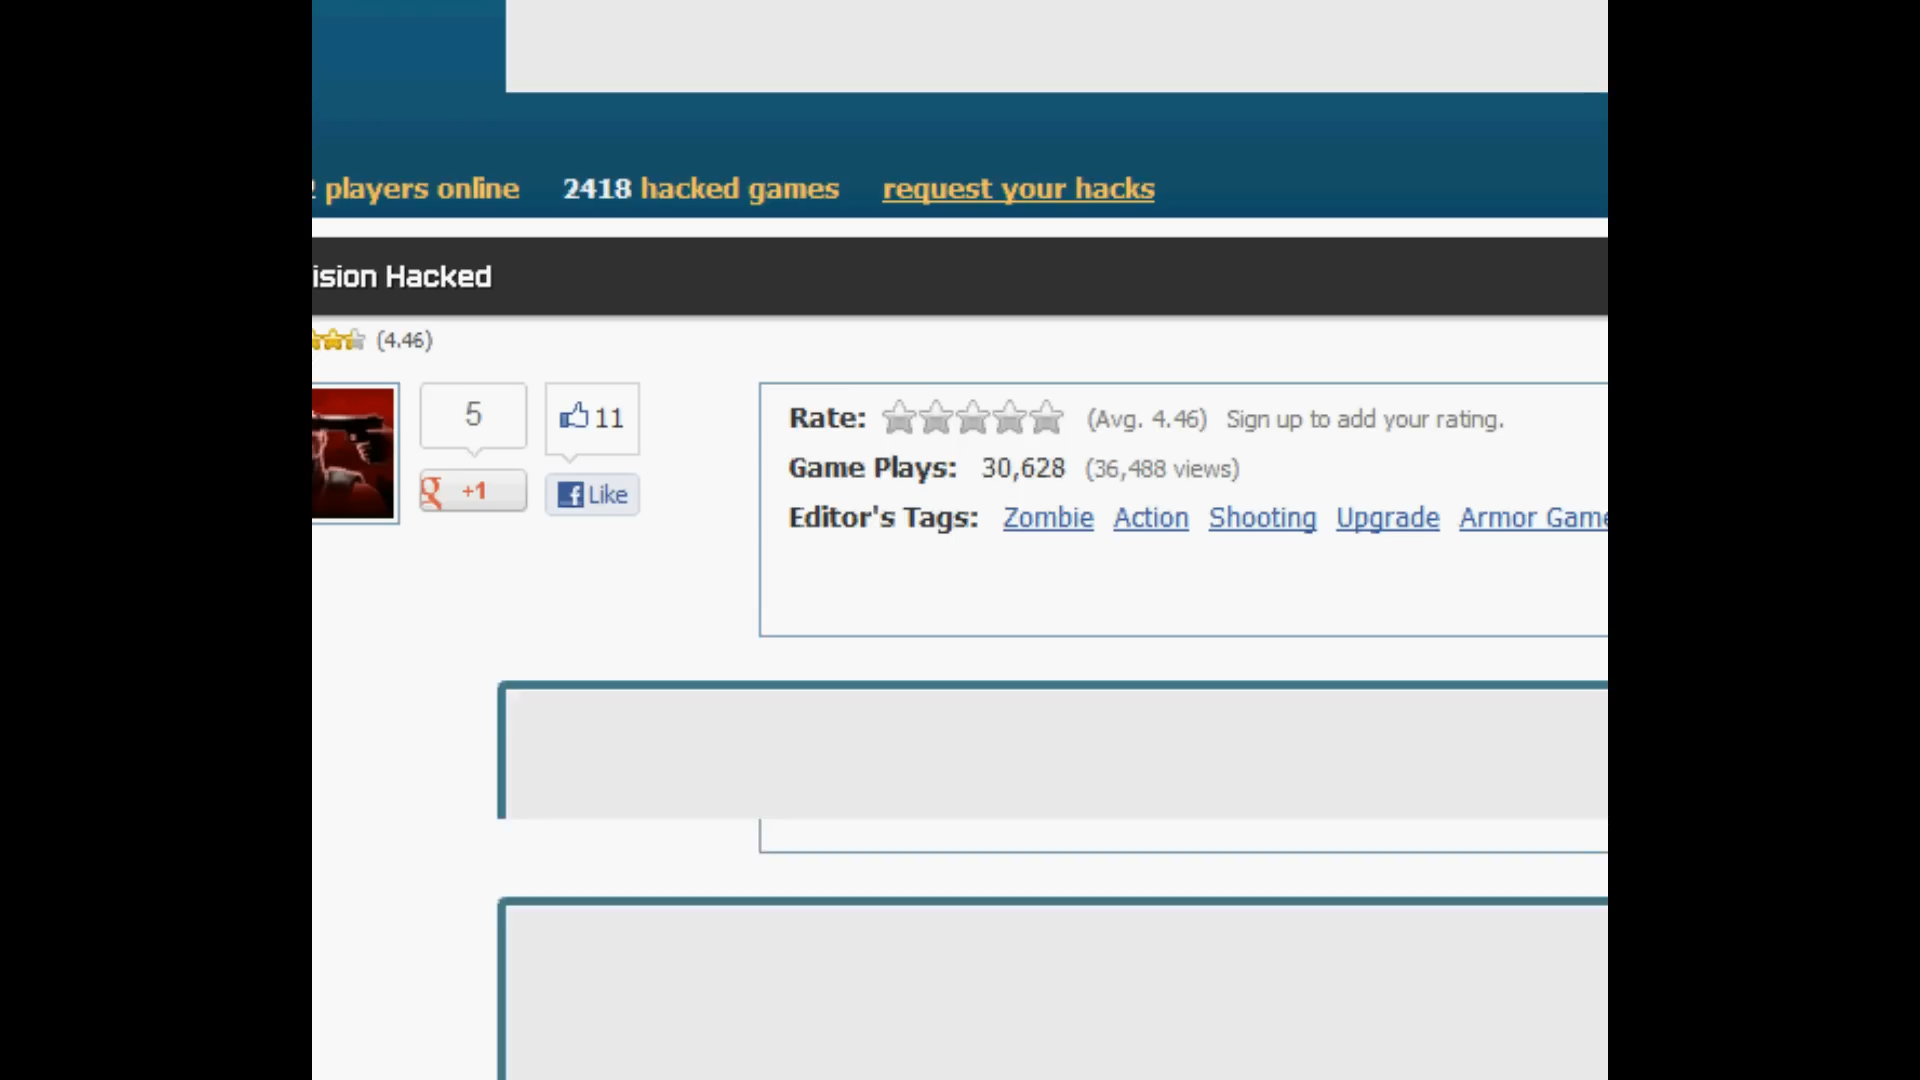 players online 2418 hacked games request your hacks
ision Hacked
(4.46)
5 11
Rate: (Avg. 4.46) Sign up to add your rating.
Game Plays: 30,628 (36,488 views)
+1 Like
Editor's Tags: Zombie Action Shooting Upgrade Armor Game